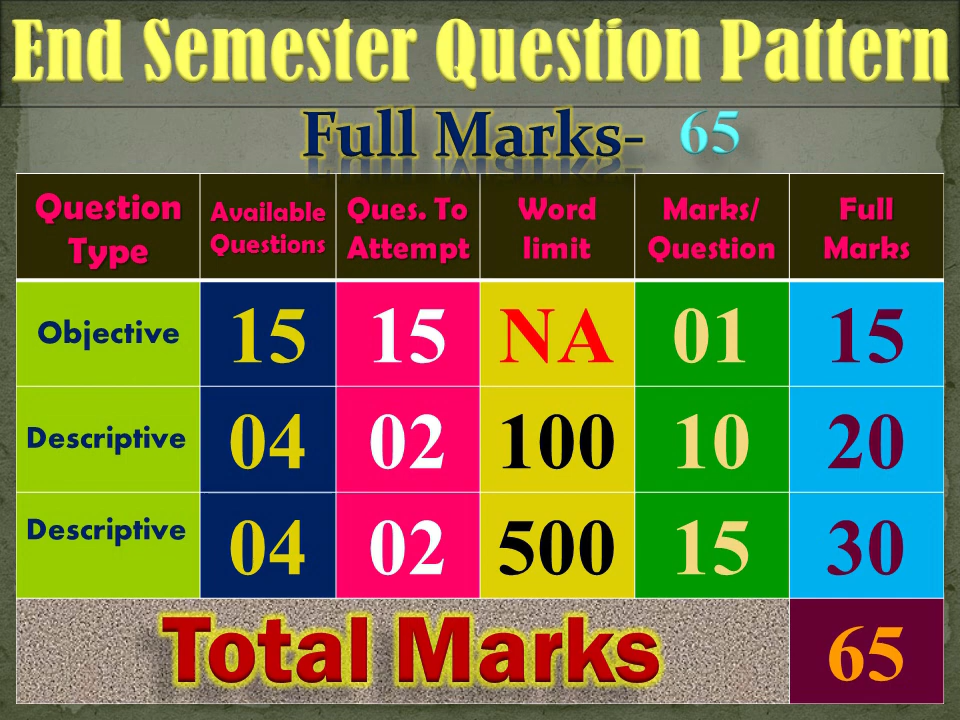 End Semester Question Pattern
Full Marks- 65
Question Type Available Questions Ques. To Attempt Word limit Marks/ Question Full Marks
Objective 15 15 NA 01 15
Descriptive 04 02 100 10 20
Descriptive 04 02 500 15 30
Total Marks 65